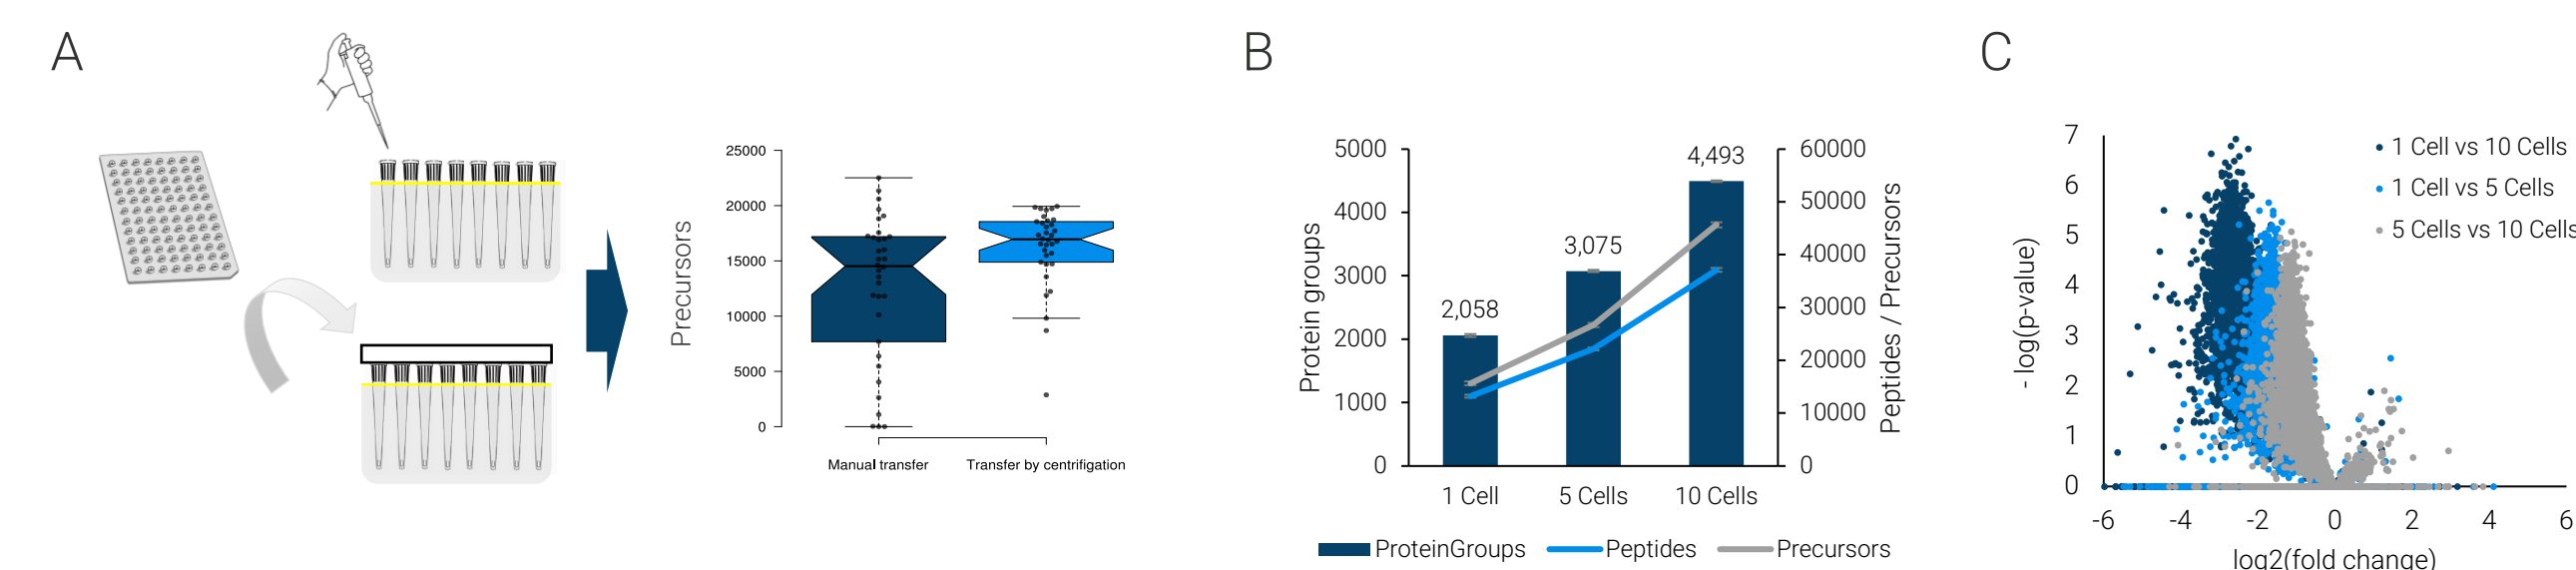 A
25000
20000
15000
10000
5000
0
Precursors
Manual transfer
Transfer by centrifigation
B
5000
4000
3000
2000
1000
0
Protein groups
2,058
3,075
4,493
60000
50000
40000
30000
20000
10000
0
Peptides / Precursors
1 Cell
5 Cells
10 Cells
ProteinGroups
Peptides
Precursors
C
7
6
5
4
3
2
1
0
- log(p-value)
1 Cell vs 10 Cells
1 Cell vs 5 Cells
5 Cells vs 10 Cells
-6
-4
-2
0
2
4
6
log2(fold change)